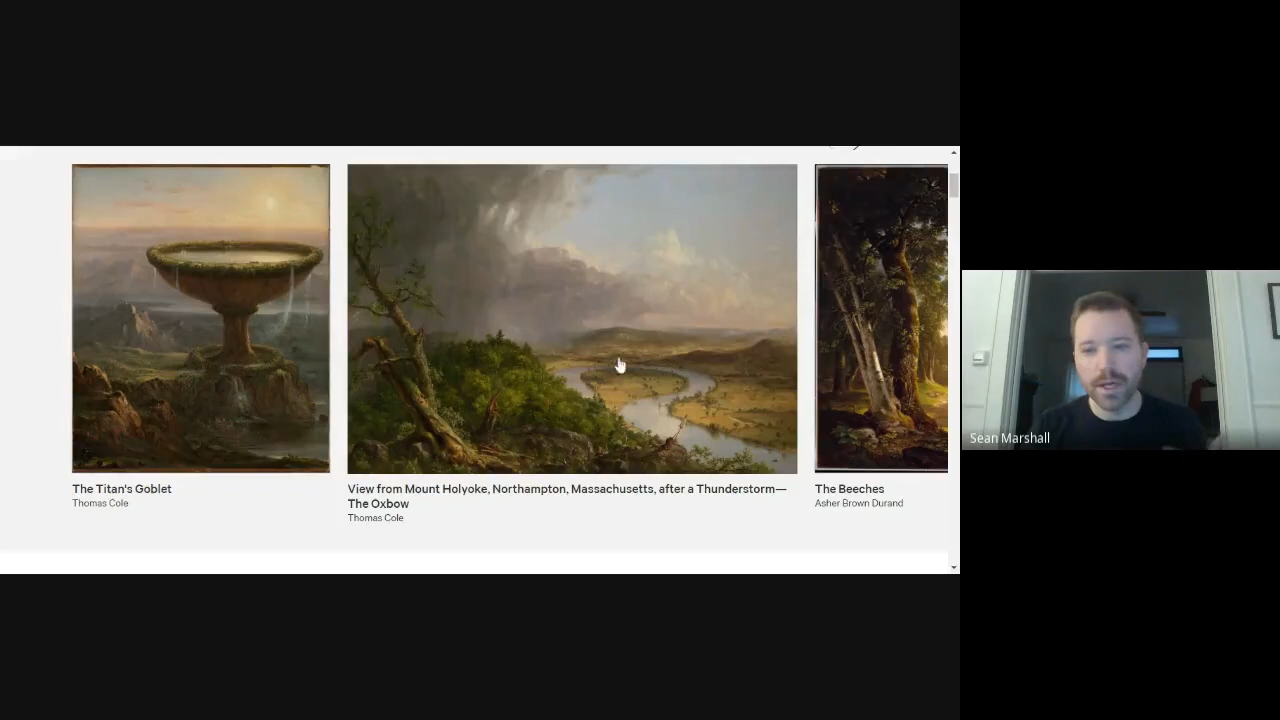 The Titan's Goblet
Thomas Cole
View from Mount Holyoke, Northampton, Massachusetts, after a Thunderstorm—
The Oxbow
Thomas Cole
The Beeches
Asher Brown Durand
Sean Marshall